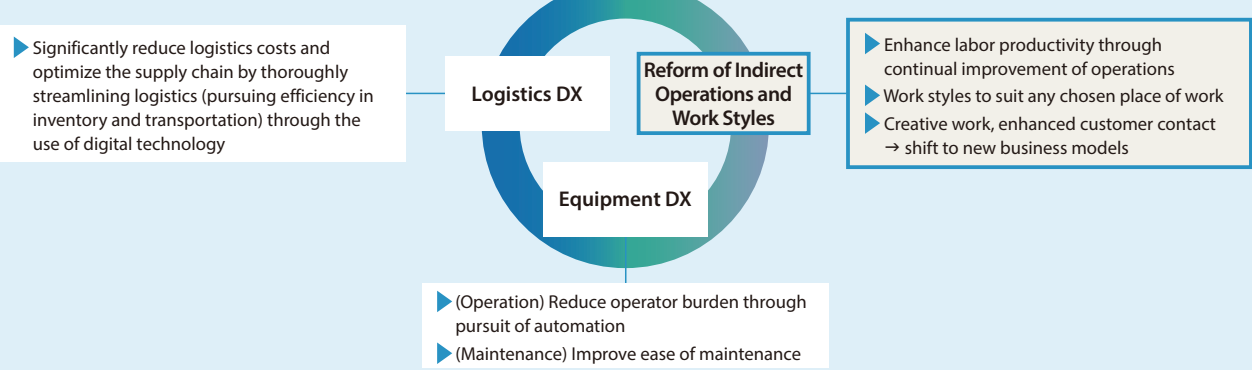 ▶ Significantly reduce logistics costs and
optimize the supply chain by thoroughly
streamlining logistics (pursuing efficiency in
inventory and transportation) through the
use of digital technology
Logistics DX
Reform of Indirect
Operations and
Work Styles
▶ Enhance labor productivity through
continual improvement of operations
▶ Work styles to suit any chosen place of work
▶ Creative work, enhanced customer contact
→ shift to new business models
Equipment DX
▶ (Operation) Reduce operator burden through
pursuit of automation
▶ (Maintenance) Improve ease of maintenance